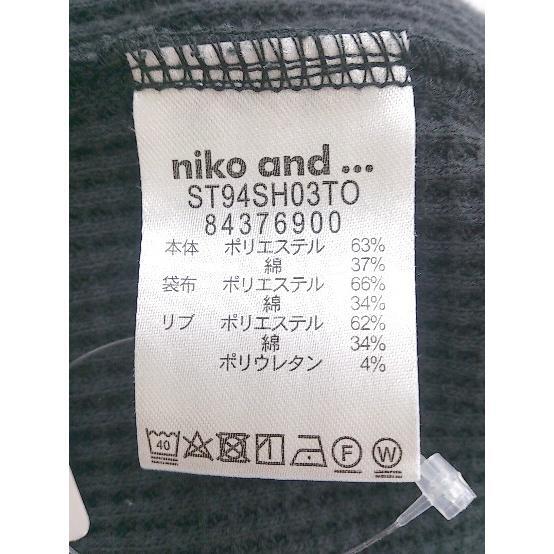 niko and ...
ST94SH03TO
84376900
本体 ポリエステル 63%
綿 37%
袋布 ポリエステル 66%
綿 34%
リブ ポリエステル 62%
綿 34%
ポリウレタン 4%
40 F W